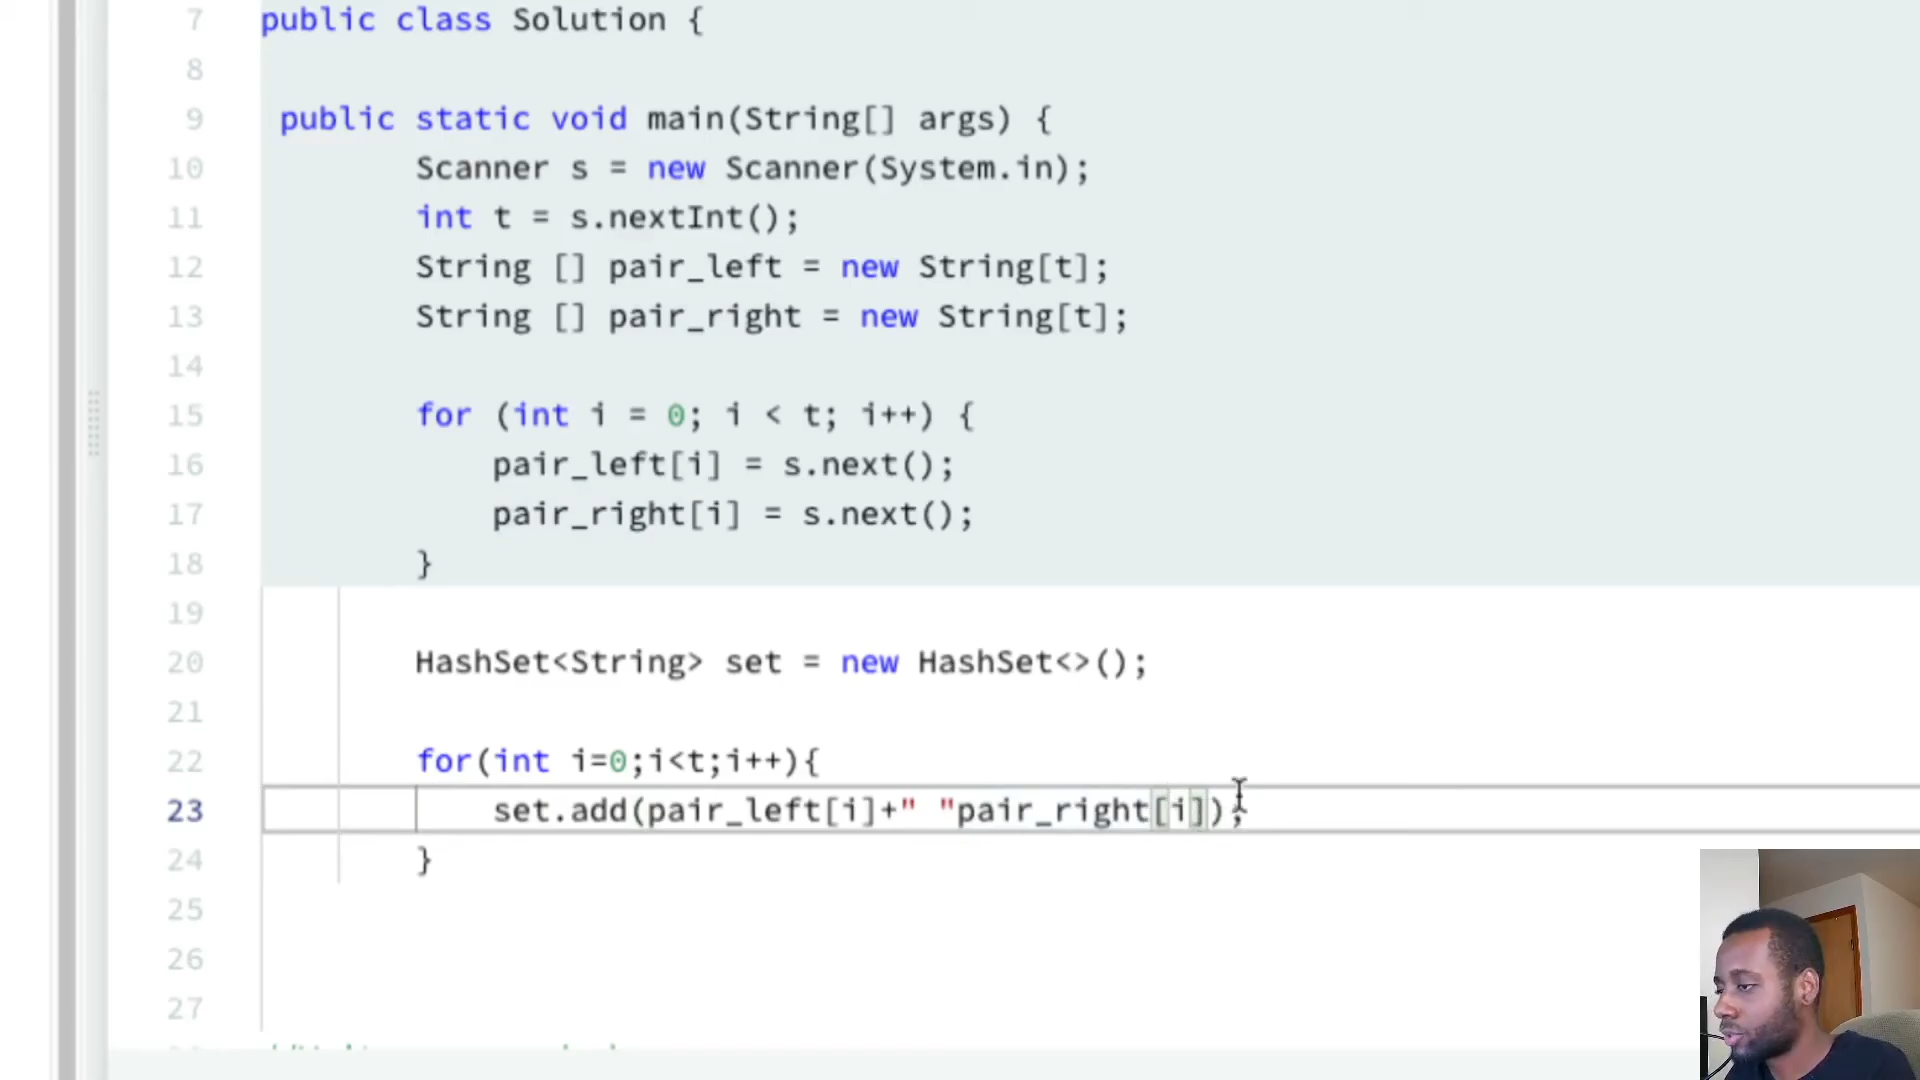 7 public class Solution {
8
9 public static void main(String[] args) {
10 Scanner s = new Scanner(System.in);
11 int t = s.nextInt();
12 String [] pair_left = new String[t];
13 String [] pair_right = new String[t];
14
15 for (int i = 0; i < t; i++) {
16 pair_left[i] = s.next();
17 pair_right[i] = s.next();
18 }
19
20 HashSet<String> set = new HashSet<>();
21
22 for(int i=0;i<t;i++){
23 set.add(pair_left[i]+" "pair_right[i]);
24 }
25
26
27